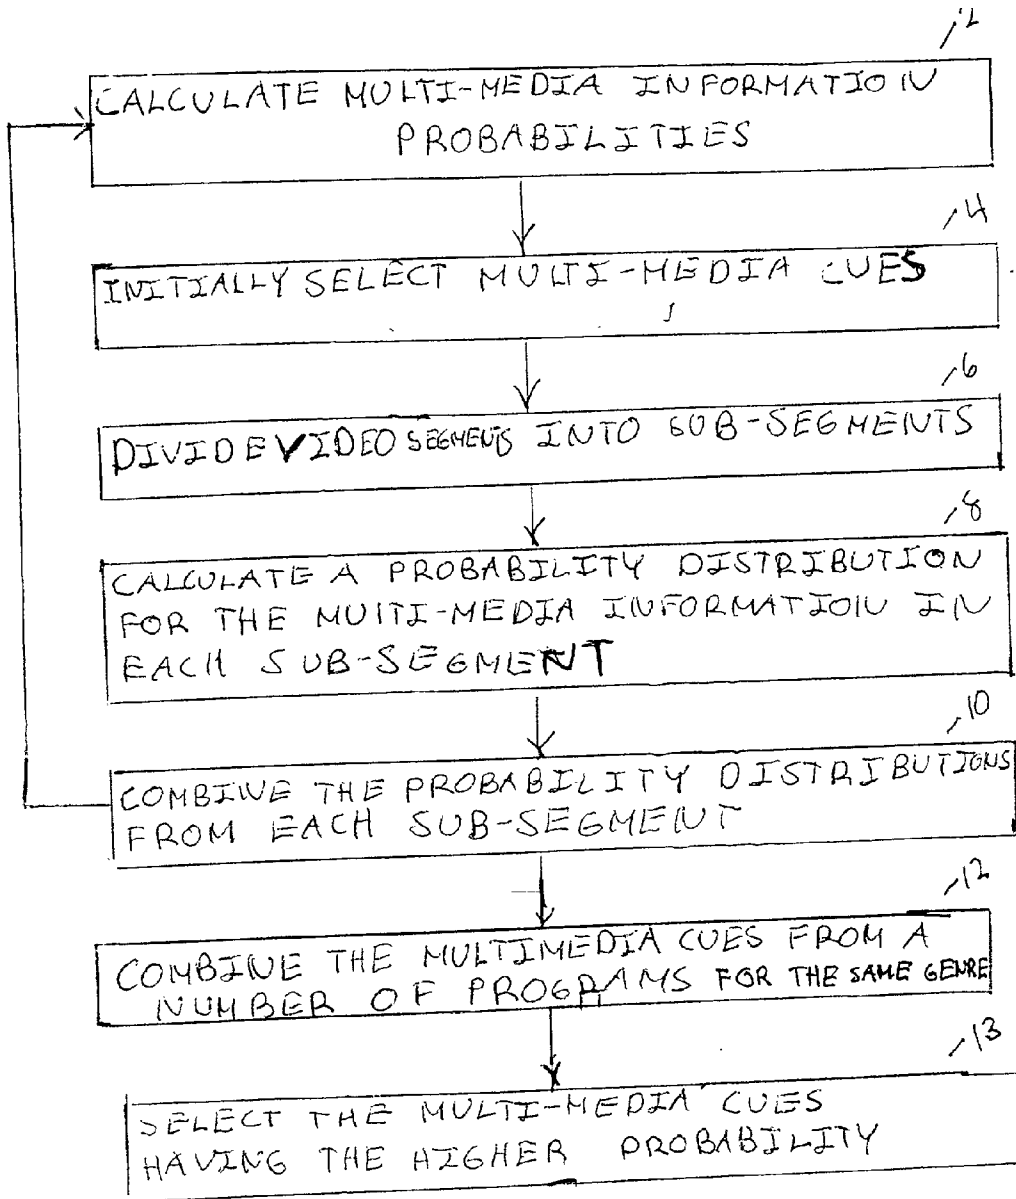 2
CALCULATE MULTI-MEDIA INFORMATION
PROBABILITIES
4
INITIALLY SELECT MULTI-MEDIA CUES
6
DIVIDE VIDEO SEGMENTS INTO SUB-SEGMENTS
8
CALCULATE A PROBABILITY DISTRIBUTION
FOR THE MULTI-MEDIA INFORMATION IN
EACH SUB-SEGMENT
10
COMBINE THE PROBABILITY DISTRIBUTIONS
FROM EACH SUB-SEGMENT
12
COMBINE THE MULTIMEDIA CUES FROM A
NUMBER OF PROGRAMS FOR THE SAME GENRE
13
SELECT THE MULTI-MEDIA CUES
HAVING THE HIGHER PROBABILITY